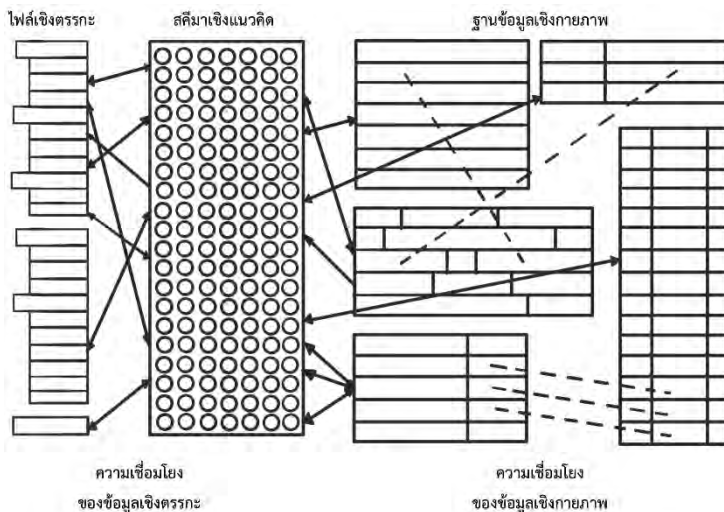 ไฟล์เชิงตรรกะ
สคีมาเชิงแนวคิด
ฐานข้อมูลเชิงกายภาพ
ความเชื่อมโยง
ของข้อมูลเชิงตรรกะ
ความเชื่อมโยง
ของข้อมูลเชิงกายภาพ